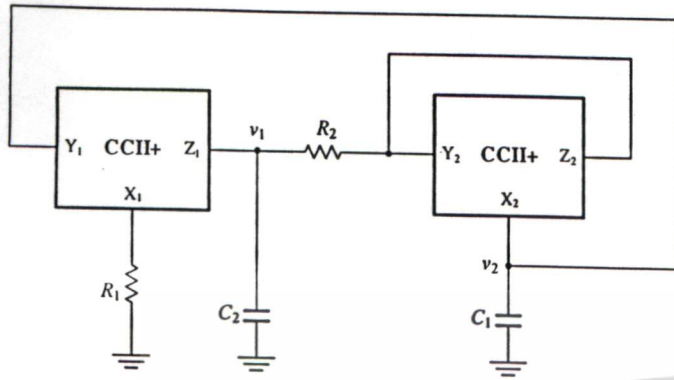 v₁
R₂
Y₁ CCII+ Z₁
Y₂ CCII+ Z₂
X₁
X₂
v₂
R₁
C₂
C₁